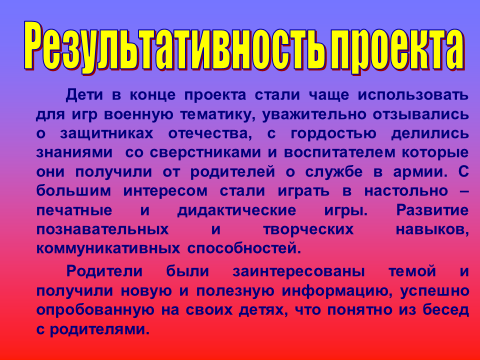 Результативность проекта
Дети в конце проекта стали чаще использовать
для игр военную тематику, уважительно отзывались
о защитниках отечества, с гордостью делились
знаниями со сверстниками и воспитателем которые
они получили от родителей о службе в армии. С
большим интересом стали играть в настольно –
печатные и дидактические игры. Развитие
познавательных и творческих навыков,
коммуникативных способностей.
Родители были заинтересованы темой и
получили новую и полезную информацию, успешно
опробованную на своих детях, что понятно из бесед
с родителями.